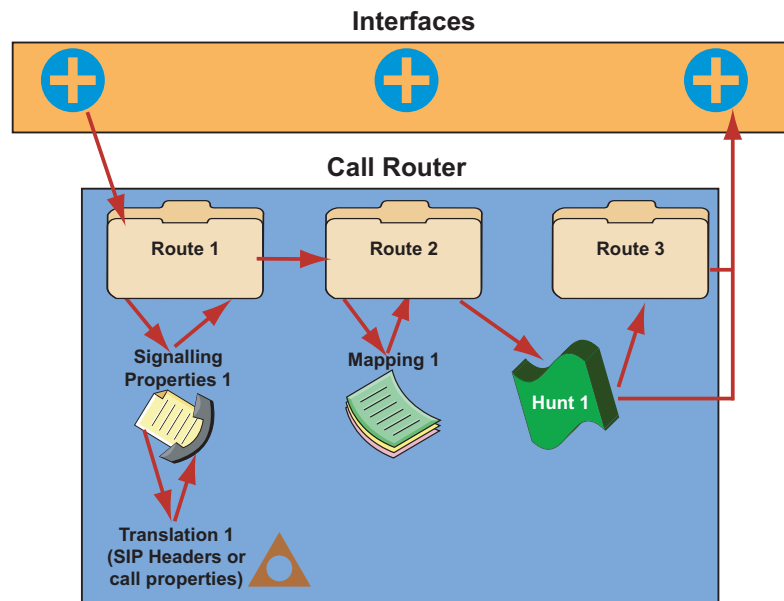 Interfaces
Call Router
Route 1
Route 2
Route 3
Signalling
Properties 1
Mapping 1
Hunt 1
Translation 1
(SIP Headers or
call properties)